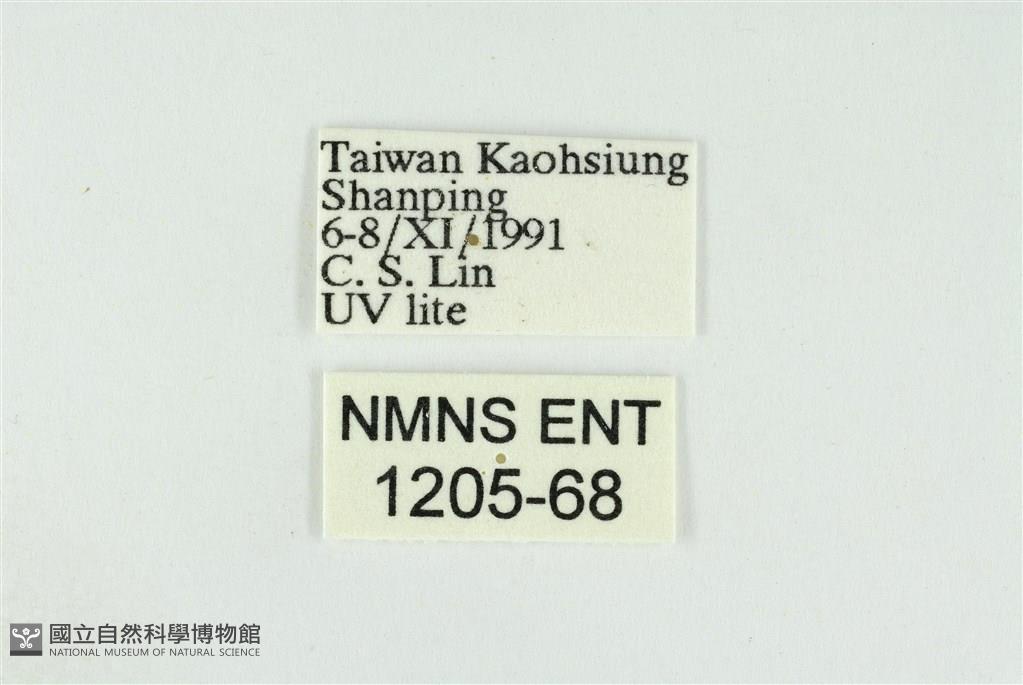 Taiwan Kaohsiung
Shanping
6-8/XI/1991
C. S. Lin
UV lite
NMNS ENT
1205-68
國立自然科學博物館
NATIONAL MUSEUM OF NATURAL SCIENCE